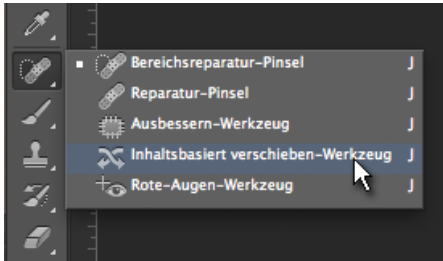 Bereichsreparatur-Pinsel J
Reparatur-Pinsel J
Ausbessern-Werkzeug J
Inhaltsbasiert verschieben-Werkzeug J
Rote-Augen-Werkzeug J